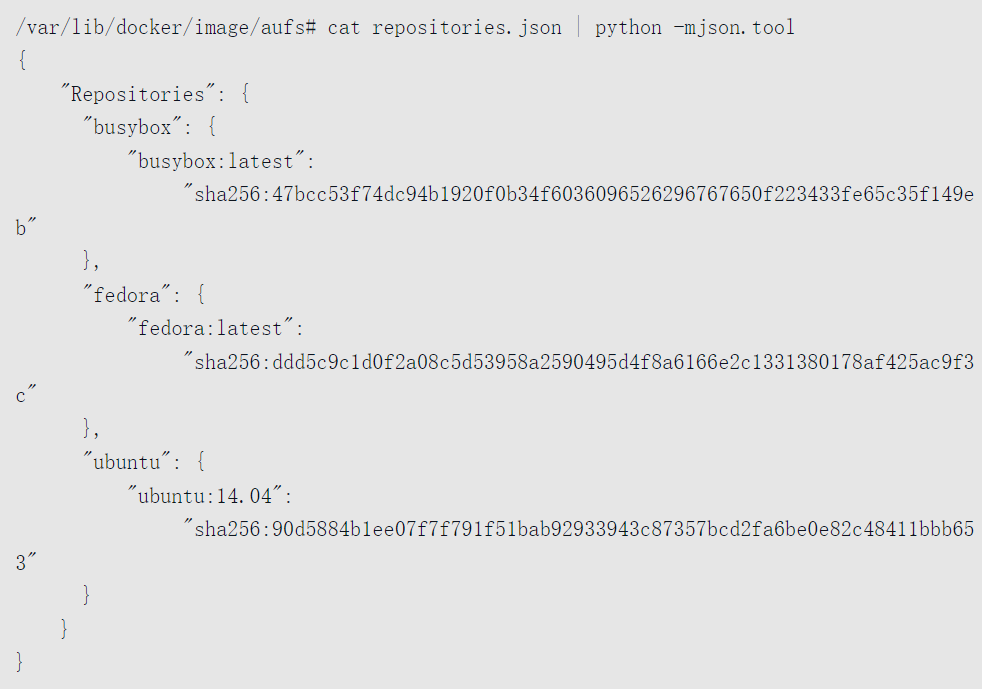 /var/lib/docker/image/aufs# cat repositories.json | python -mjson.tool
{
    "Repositories": {
      "busybox": {
          "busybox:latest":
               "sha256:47bcc53f74dc94b1920f0b34f6036096526296767650f223433fe65c35f149e
b"
      },
      "fedora": {
          "fedora:latest":
               "sha256:ddd5c9c1d0f2a08c5d53958a2590495d4f8a6166e2c1331380178af425ac9f3
c"
      },
      "ubuntu": {
          "ubuntu:14.04":
               "sha256:90d5884b1ee07f7f791f51bab92933943c87357bcd2fa6be0e82c48411bbb65
3"
      }
    }
}